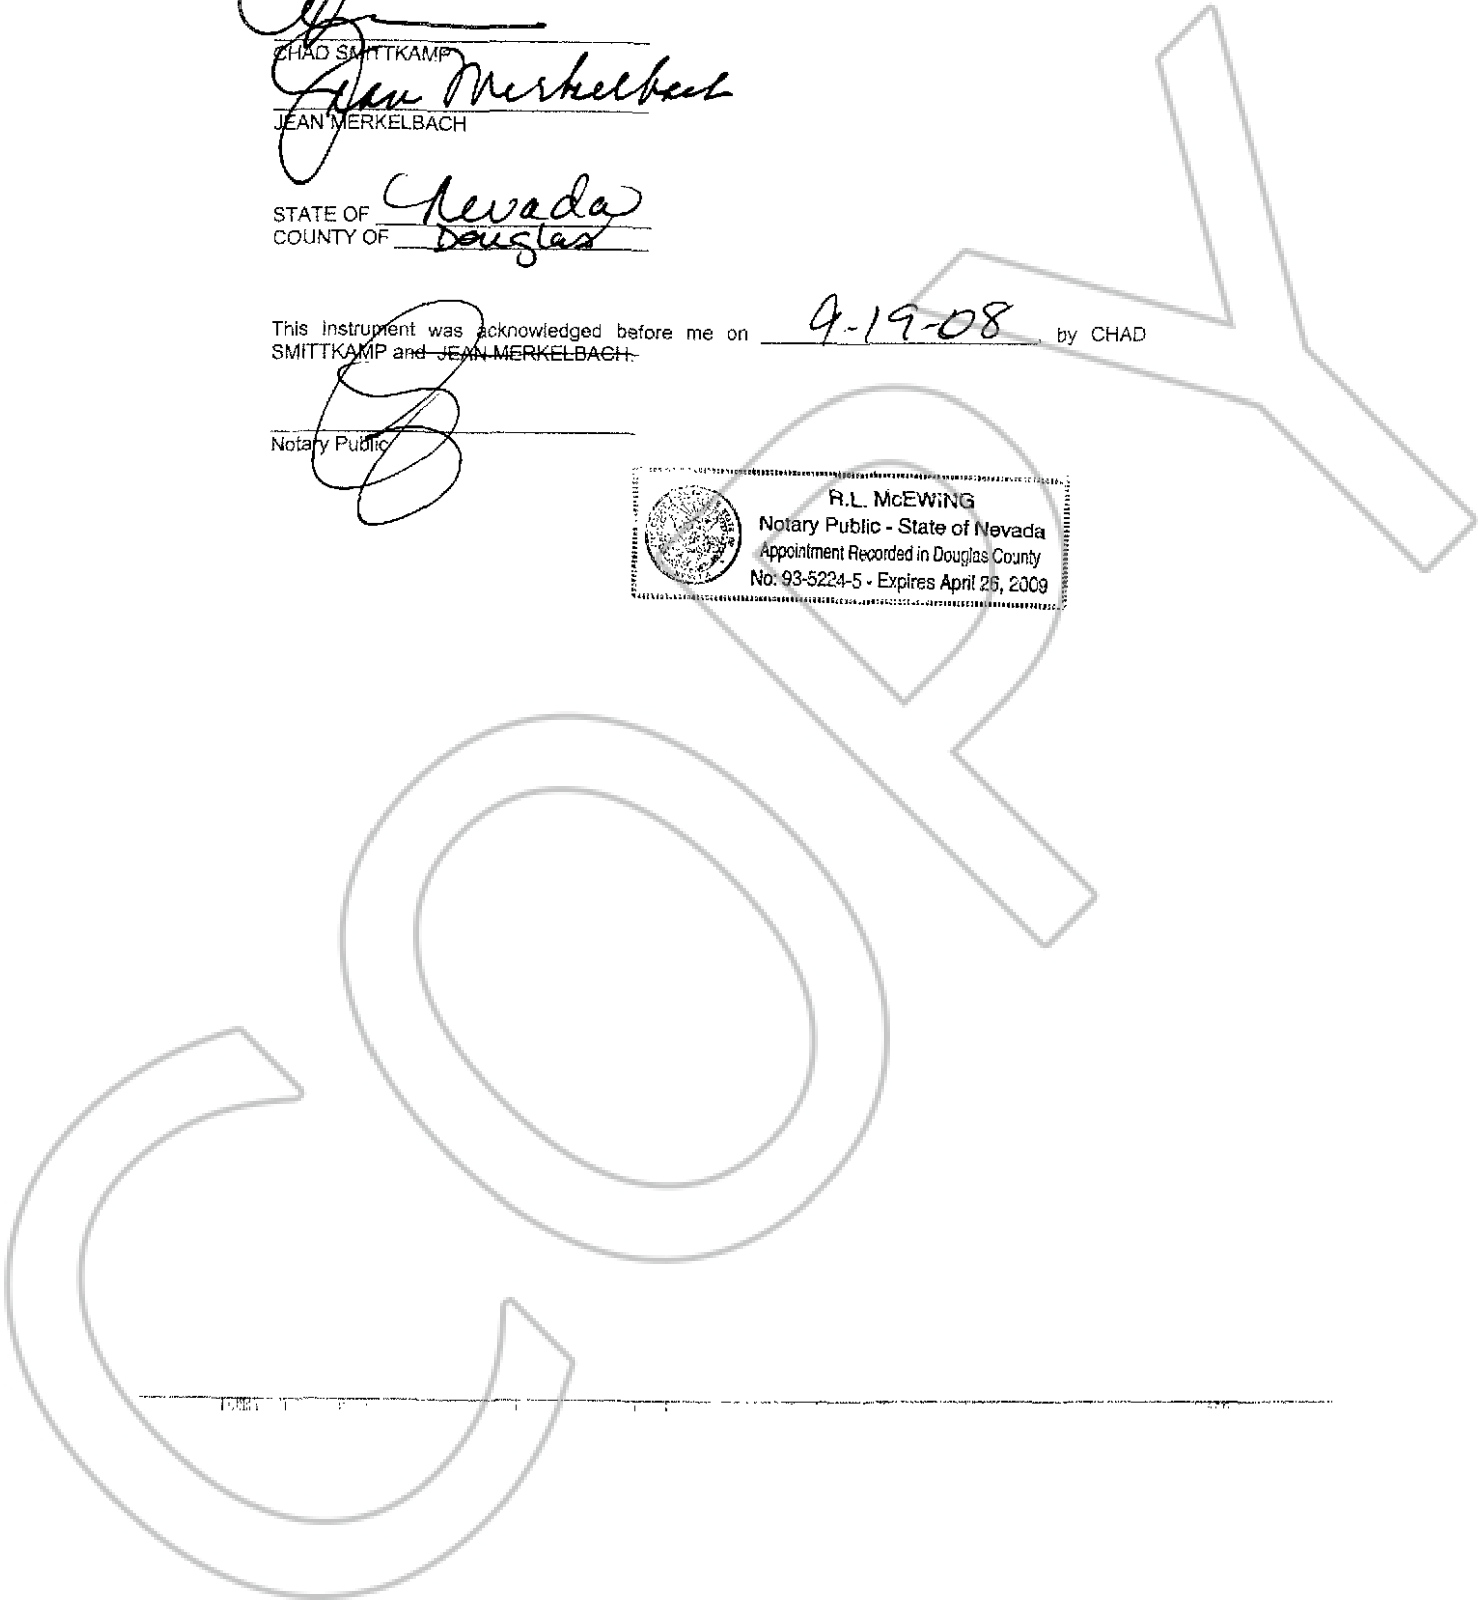 CHAD SMITTKAMP
Jean Merkelbach
JEAN MERKELBACH
STATE OF Nevada
COUNTY OF Douglas
This instrument was acknowledged before me on 9-19-08, by CHAD
SMITTKAMP and JEAN MERKELBACH.
Notary Public
R.L. McEWING
Notary Public - State of Nevada
Appointment Recorded in Douglas County
No: 93-5224-5 - Expires April 26, 2009
COPY